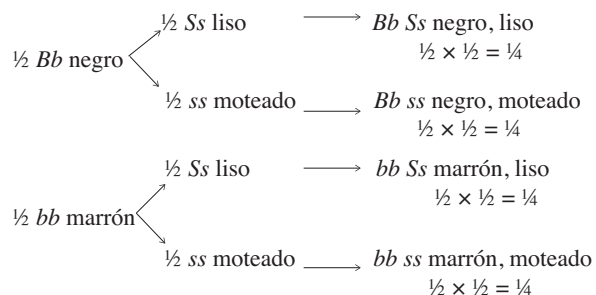 ½ Ss liso
Bb Ss negro, liso
½ × ½ = ¼
½ Bb negro
½ ss moteado
Bb ss negro, moteado
½ × ½ = ¼
½ Ss liso
bb Ss marrón, liso
½ × ½ = ¼
½ bb marrón
½ ss moteado
bb ss marrón, moteado
½ × ½ = ¼